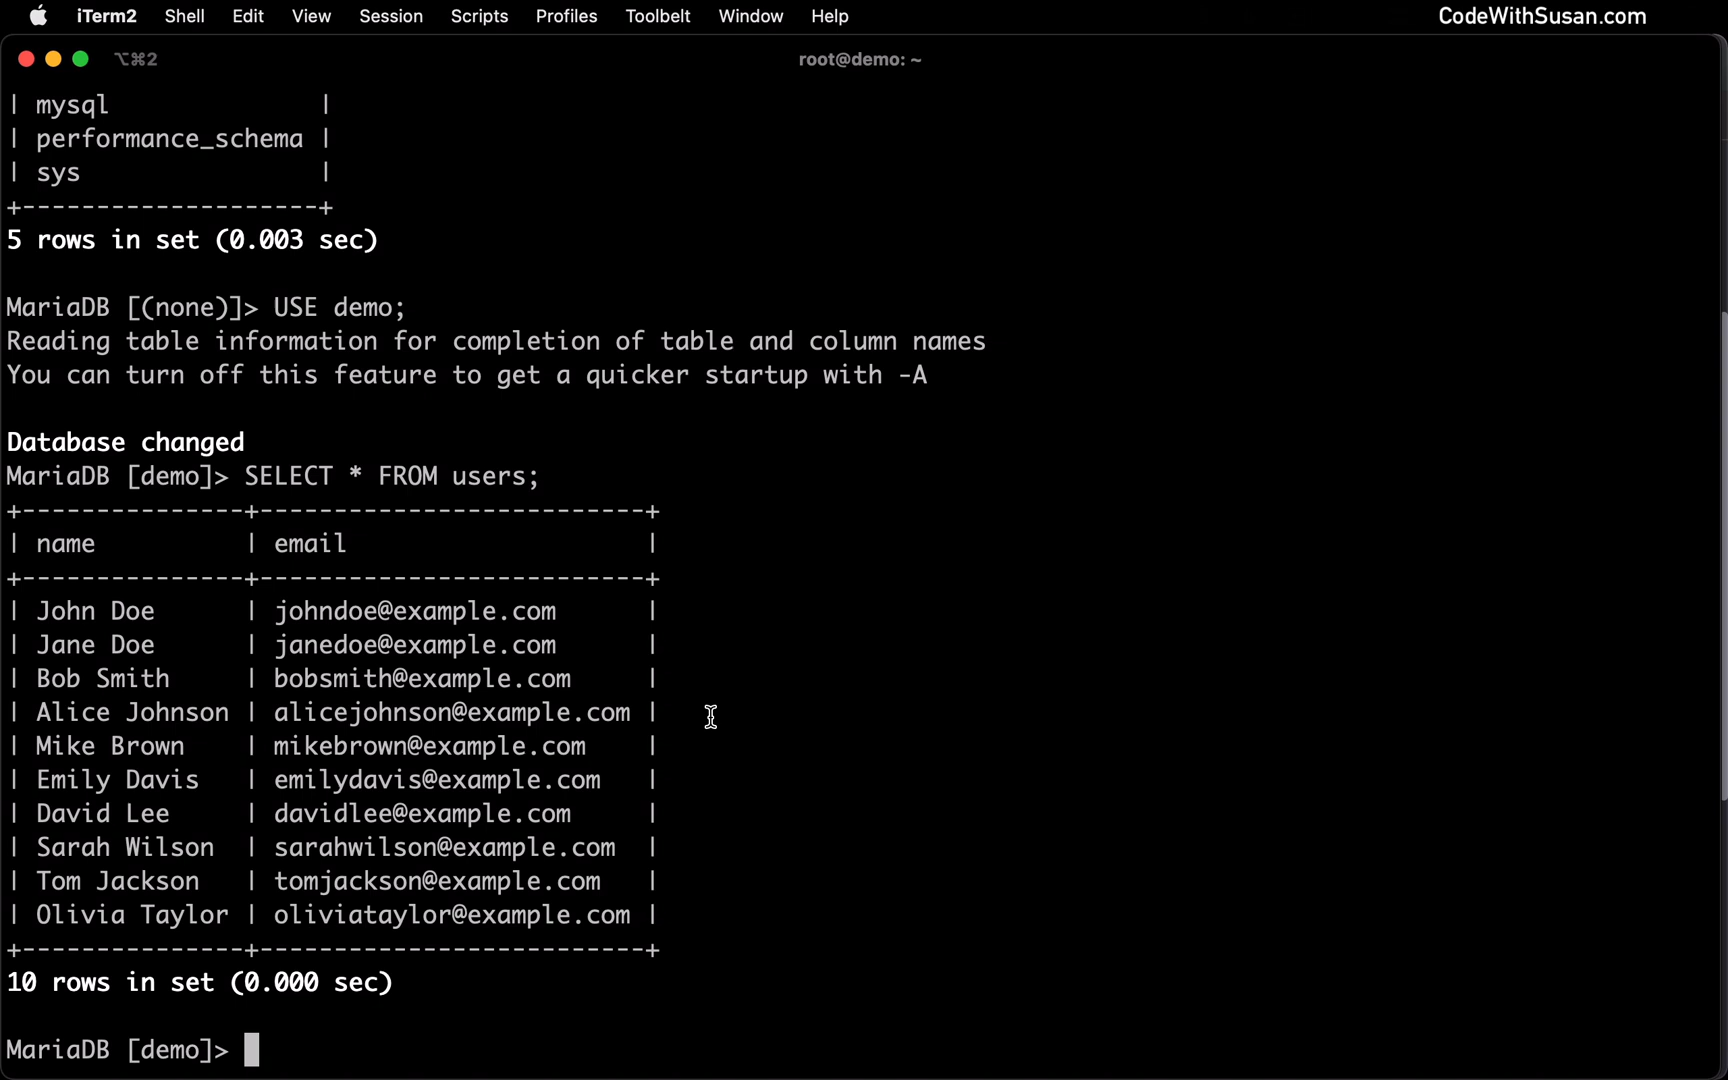 iTerm2 Shell Edit View Session Scripts Profiles Toolbelt Window Help CodeWithSusan.com
⌥⌘2 root@demo: ~
| mysql              |
| performance_schema |
| sys                |
+--------------------+
5 rows in set (0.003 sec)
MariaDB [(none)]> USE demo;
Reading table information for completion of table and column names
You can turn off this feature to get a quicker startup with -A
Database changed
MariaDB [demo]> SELECT * FROM users;
+---------------+--------------------------+
| name          | email                    |
+---------------+--------------------------+
| John Doe      | johndoe@example.com      |
| Jane Doe      | janedoe@example.com      |
| Bob Smith     | bobsmith@example.com     |
| Alice Johnson | alicejohnson@example.com |
| Mike Brown    | mikebrown@example.com    |
| Emily Davis   | emilydavis@example.com   |
| David Lee     | davidlee@example.com     |
| Sarah Wilson  | sarahwilson@example.com  |
| Tom Jackson   | tomjackson@example.com   |
| Olivia Taylor | oliviataylor@example.com |
+---------------+--------------------------+
10 rows in set (0.000 sec)
MariaDB [demo]>